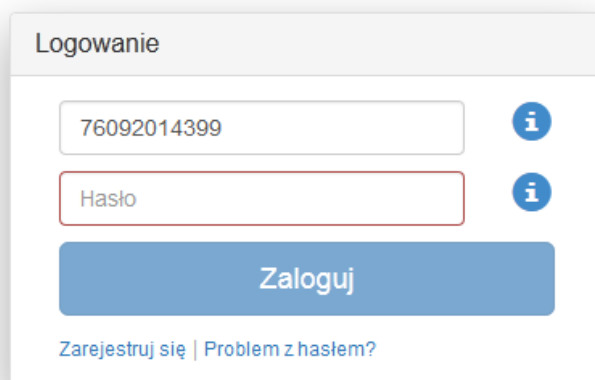 Logowanie
76092014399
Hasło
Zaloguj
Zarejestruj się | Problem z hasłem?